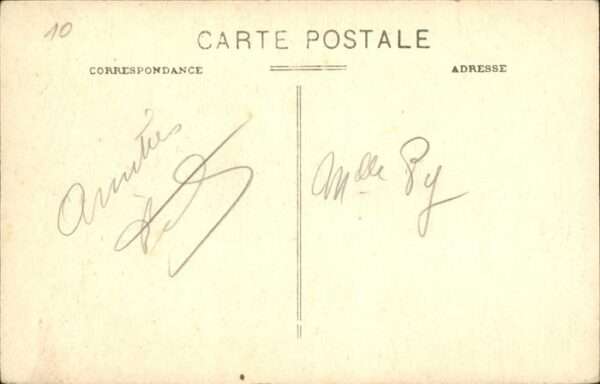 10
CARTE POSTALE
CORRESPONDANCE
ADRESSE
Amitiés
Mlle Py